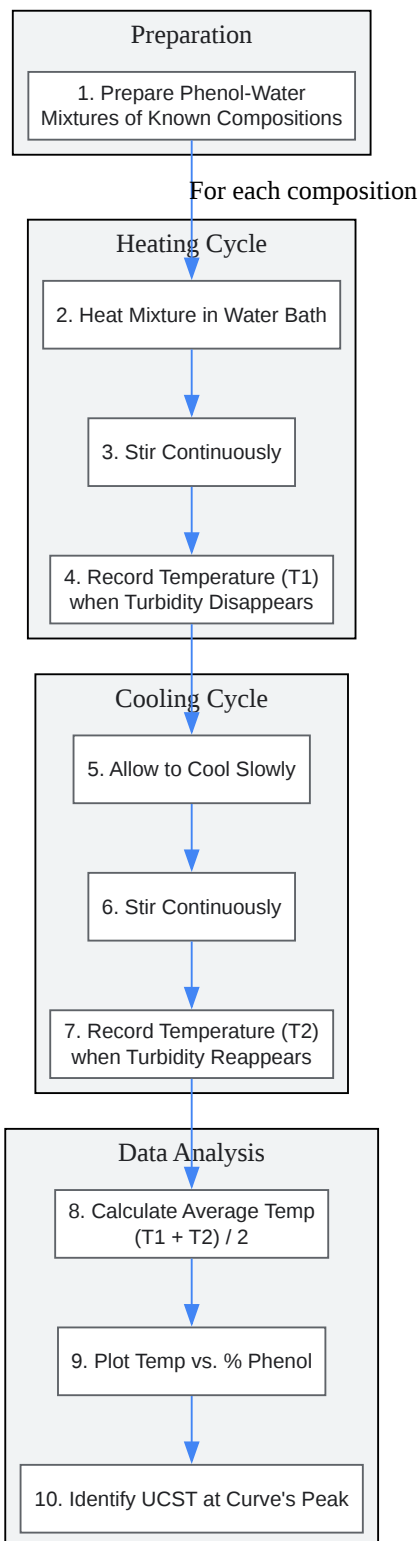 Preparation
1. Prepare Phenol-Water
Mixtures of Known Compositions
For each composition
Heating Cycle
2. Heat Mixture in Water Bath
3. Stir Continuously
4. Record Temperature (T1)
when Turbidity Disappears
Cooling Cycle
5. Allow to Cool Slowly
6. Stir Continuously
7. Record Temperature (T2)
when Turbidity Reappears
Data Analysis
8. Calculate Average Temp
(T1 + T2) / 2
9. Plot Temp vs. % Phenol
10. Identify UCST at Curve's Peak